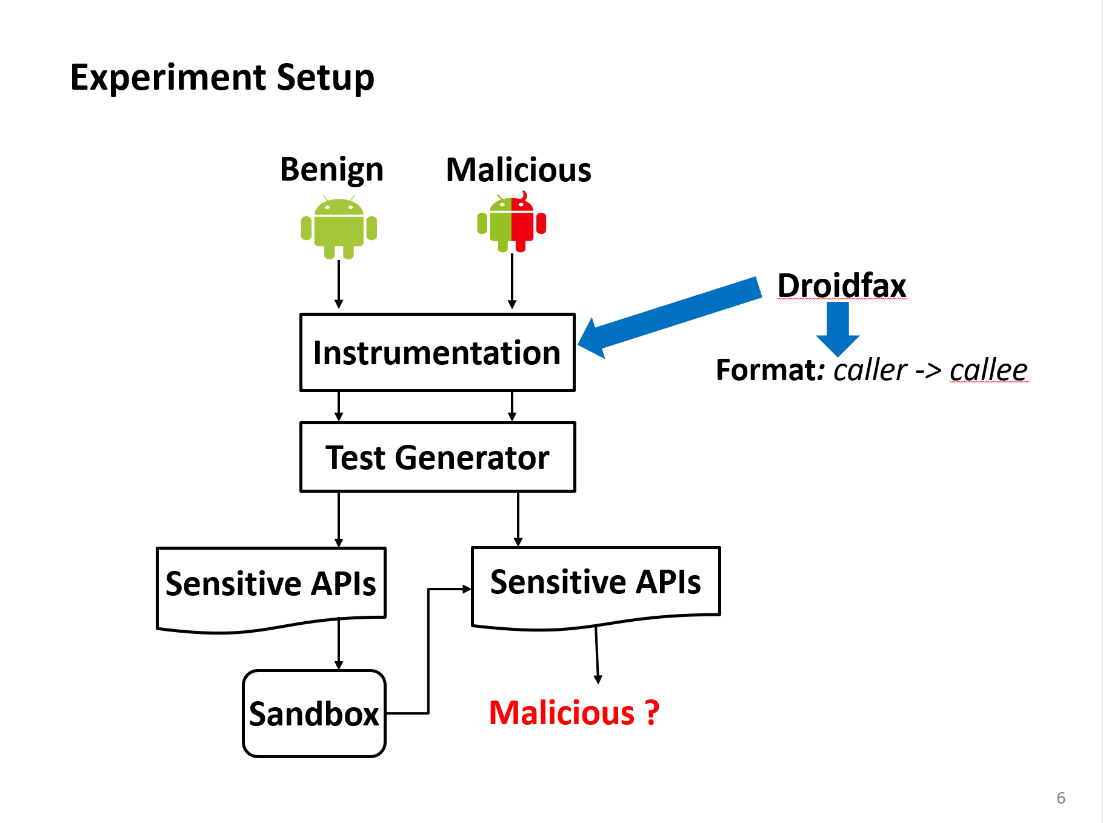 Experiment Setup
Benign
Malicious
Droidfax
Instrumentation
Format: caller -> callee
Test Generator
Sensitive APIs
Sensitive APIs
Sandbox
Malicious ?
6